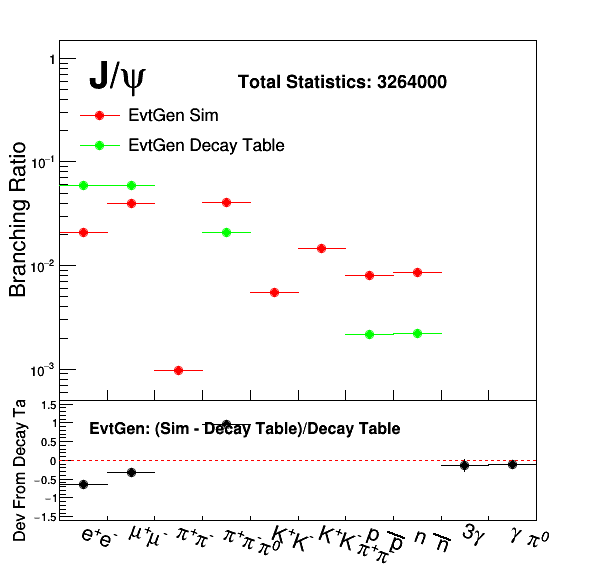 J/ψ
Total Statistics: 3264000
EvtGen Sim
EvtGen Decay Table
Branching Ratio
1
10⁻¹
10⁻²
10⁻³
Dev From Decay Ta
EvtGen: (Sim - Decay Table)/Decay Table
1.5
1
0.5
0
−0.5
−1
−1.5
e⁺e⁻
μ⁺μ⁻
π⁺π⁻
π⁺π⁻π⁰
K⁺K⁻
K⁺K⁻π⁺π⁻
p p̅
n n̅
3γ
γ π⁰